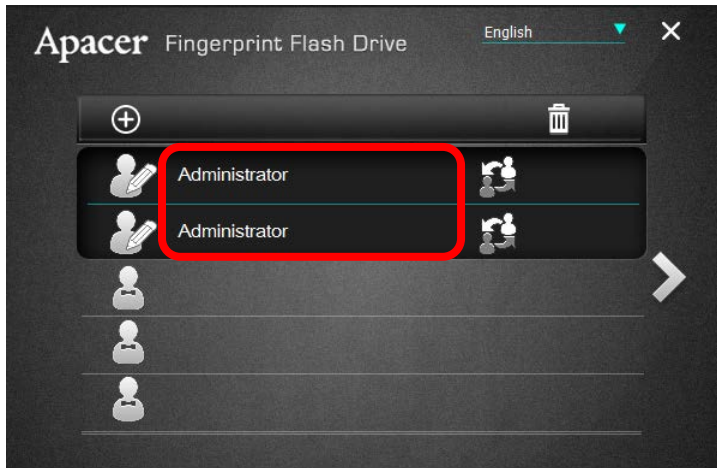 Apacer Fingerprint Flash Drive
English
Administrator
Administrator